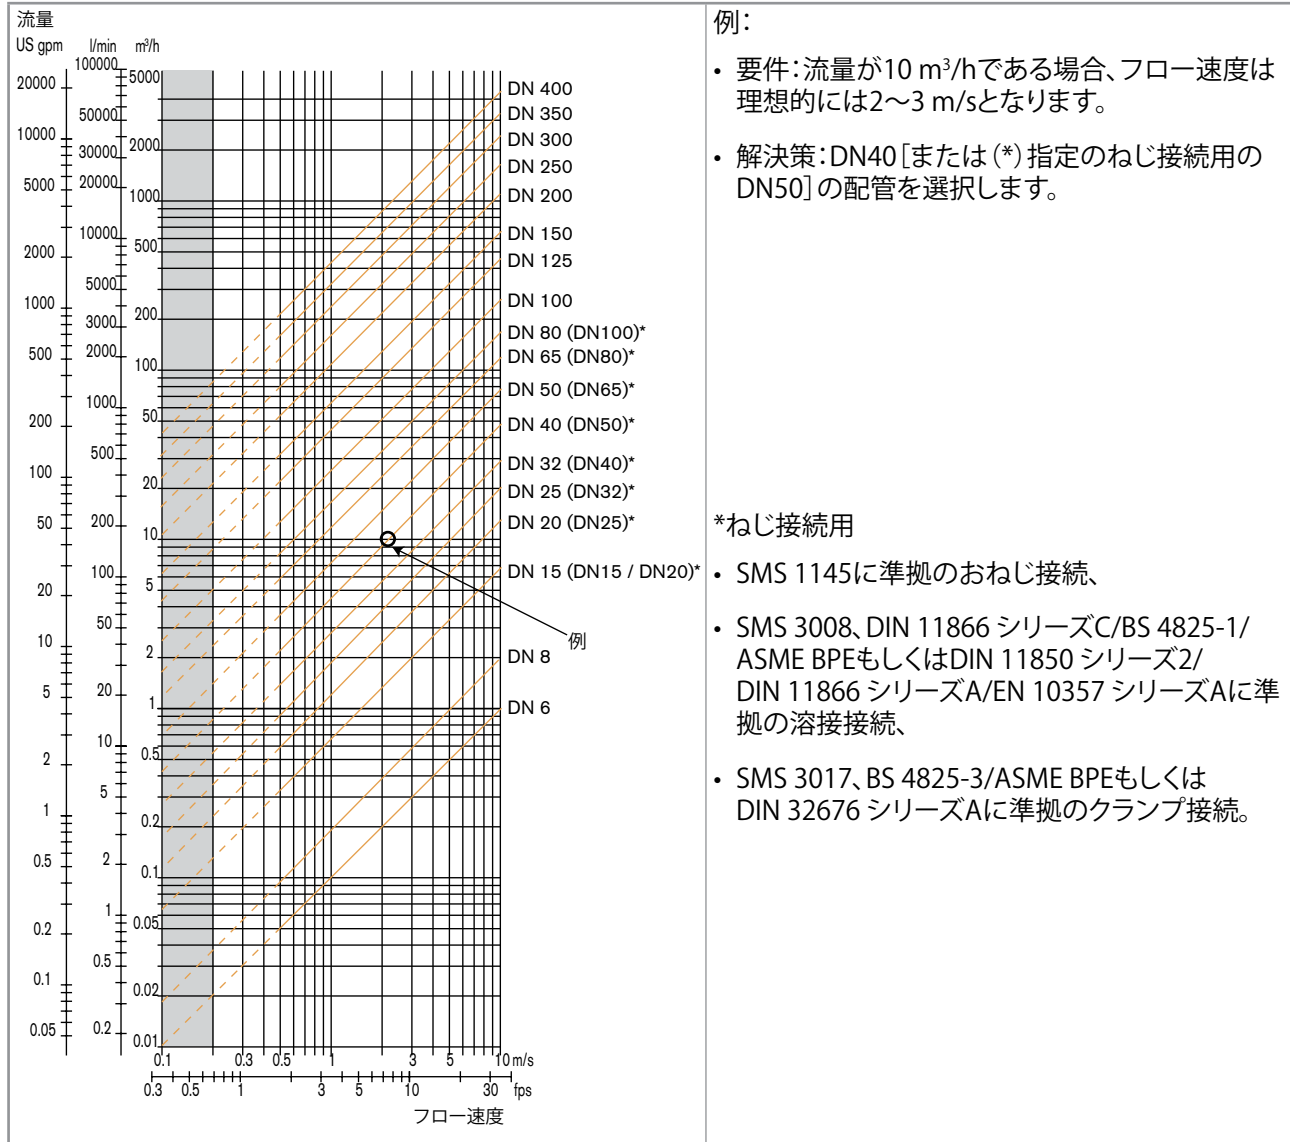 流量
US gpm
l/min
m³/h
20000
10000
5000
2000
1000
500
200
100
50
20
10
5
2
1
0.5
0.2
0.1
0.05
100000
50000
30000
20000
10000
5000
3000
2000
1000
500
200
100
50
20
10
5
2
1
0.5
0.2
5000
2000
1000
500
200
100
50
20
10
5
2
1
0.5
0.2
0.1
0.05
0.02
0.01
DN 400
DN 350
DN 300
DN 250
DN 200
DN 150
DN 125
DN 100
DN 80 (DN100)*
DN 65 (DN80)*
DN 50 (DN65)*
DN 40 (DN50)*
DN 32 (DN40)*
DN 25 (DN32)*
DN 20 (DN25)*
DN 15 (DN15 / DN20)*
例
DN 8
DN 6
0.1 0.3 0.5 1 3 5 10 m/s
0.3 0.5 1 3 5 10 30 fps
フロー速度
例：
• 要件：流量が10 m³/hである場合、フロー速度は
理想的には2～3 m/sとなります。
• 解決策：DN40［または（*）指定のねじ接続用の
DN50］の配管を選択します。
*ねじ接続用
• SMS 1145に準拠のおねじ接続、
• SMS 3008、DIN 11866 シリーズC/BS 4825-1/
ASME BPEもしくはDIN 11850 シリーズ2/
DIN 11866 シリーズA/EN 10357 シリーズAに準
拠の溶接接続、
• SMS 3017、BS 4825-3/ASME BPEもしくは
DIN 32676 シリーズAに準拠のクランプ接続。